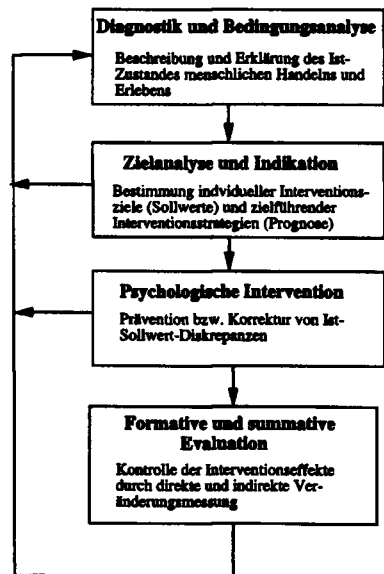 Diagnostik und Bedingungsanalyse
Beschreibung und Erklärung des Ist-
Zustandes menschlichen Handelns und
Erlebens
Zielanalyse und Indikation
Bestimmung indvidueller Interventions-
ziele (Sollwerte) und zielführender
Interventionsstrategien (Prognose)
Psychologische Intervention
Prävention bzw. Korrektur von Ist-
Sollwert-Diskrepanzen
Formative und summative
Evaluation
Kontrolle der Interventionseffekte
durch direkte und indirekte Ver-
änderungsmessung